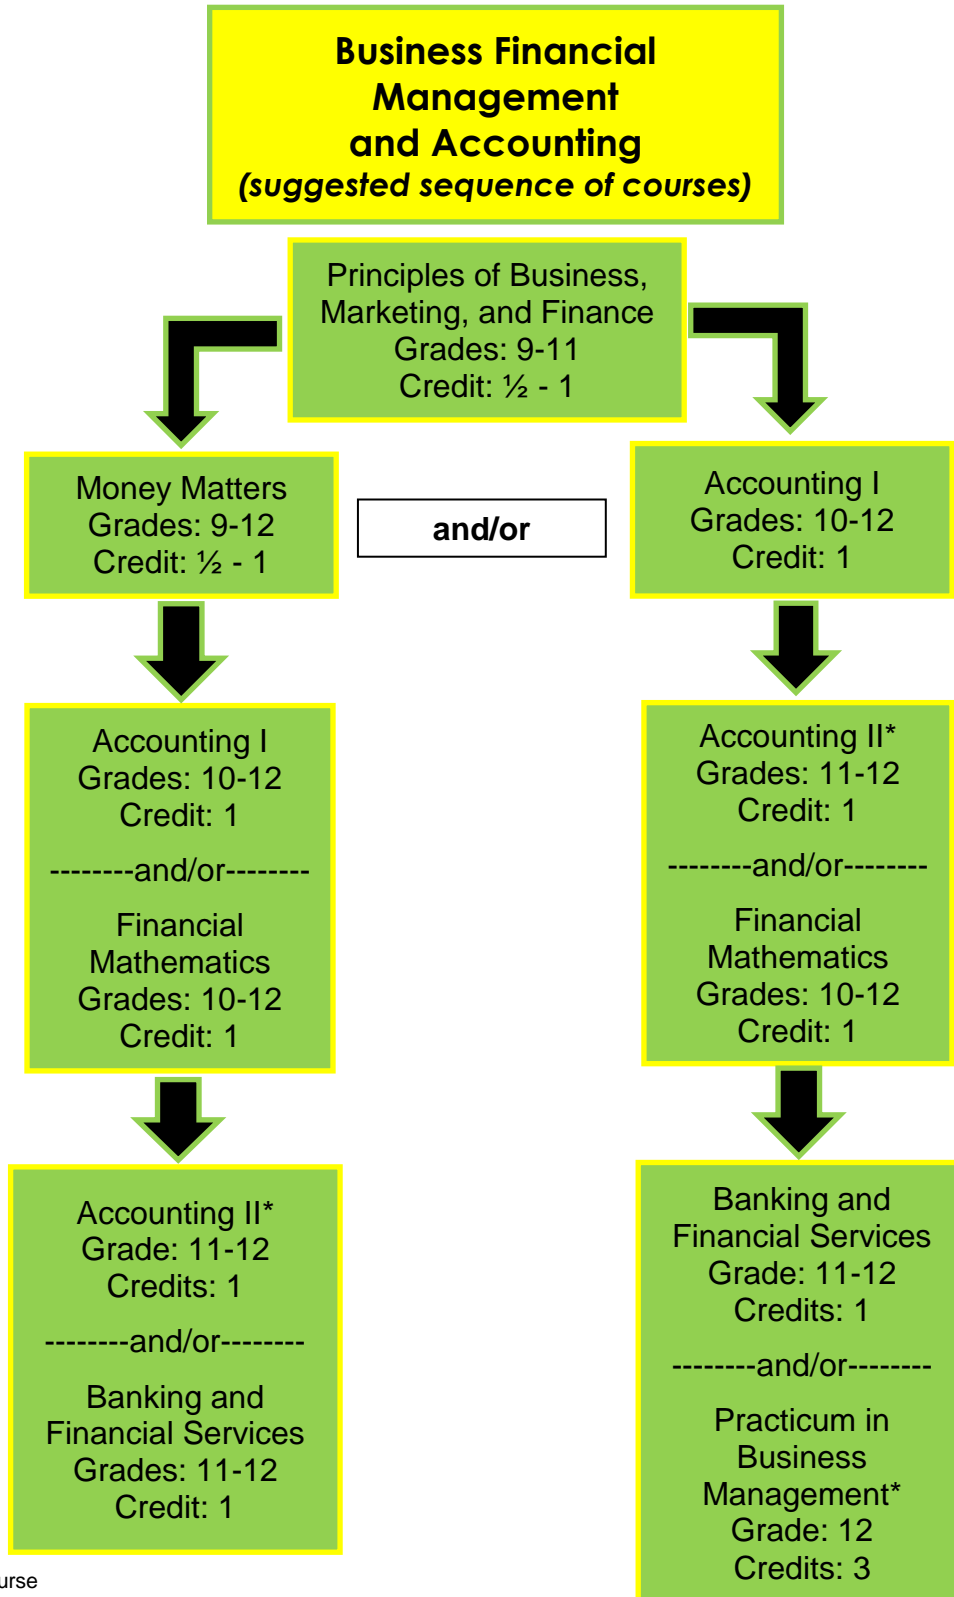 Business Financial
Management
and Accounting
(suggested sequence of courses)
Principles of Business,
Marketing, and Finance
Grades: 9-11
Credit: ½ - 1
Money Matters
Grades: 9-12
Credit: ½ - 1
and/or
Accounting I
Grades: 10-12
Credit: 1
Accounting I
Grades: 10-12
Credit: 1
--------and/or--------
Financial
Mathematics
Grades: 10-12
Credit: 1
Accounting II*
Grades: 11-12
Credit: 1
--------and/or--------
Financial
Mathematics
Grades: 10-12
Credit: 1
Accounting II*
Grade: 11-12
Credits: 1
--------and/or--------
Banking and
Financial Services
Grades: 11-12
Credit: 1
Banking and
Financial Services
Grade: 11-12
Credits: 1
--------and/or--------
Practicum in
Business
Management*
Grade: 12
Credits: 3